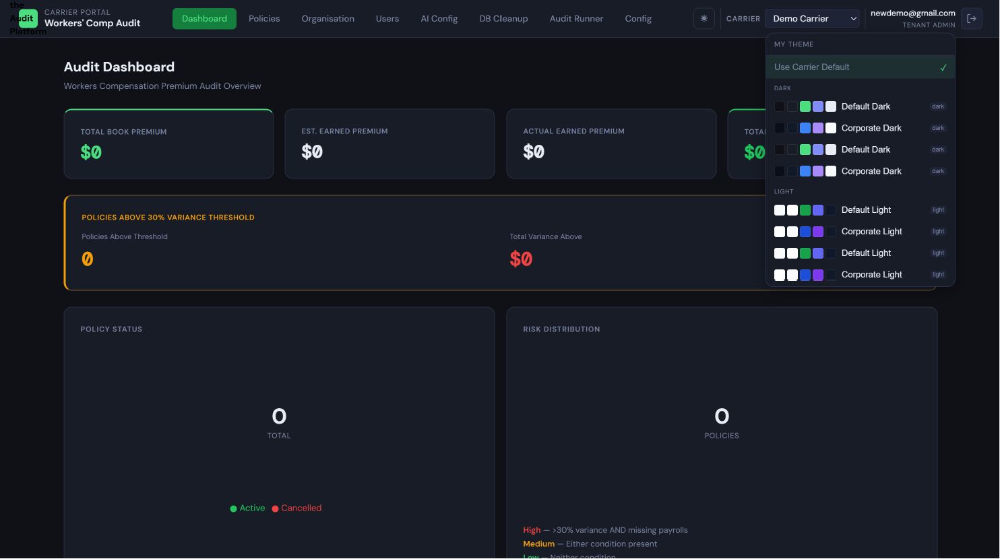 the
Audit
Platform
CARRIER PORTAL
Workers' Comp Audit
Dashboard
Policies
Organisation
Users
AI Config
DB Cleanup
Audit Runner
Config
CARRIER
Demo Carrier
newdemo@gmail.com
TENANT ADMIN
MY THEME
Use Carrier Default
DARK
Default Dark dark
Corporate Dark dark
Default Dark dark
Corporate Dark dark
LIGHT
Default Light light
Corporate Light light
Default Light light
Corporate Light light
Audit Dashboard
Workers Compensation Premium Audit Overview
TOTAL BOOK PREMIUM
$0
EST. EARNED PREMIUM
$0
ACTUAL EARNED PREMIUM
$0
TOTA
$0
POLICIES ABOVE 30% VARIANCE THRESHOLD
Policies Above Threshold
0
Total Variance Above
$0
POLICY STATUS
0
TOTAL
Active
Cancelled
RISK DISTRIBUTION
0
POLICIES
High — >30% variance AND missing payrolls
Medium — Either condition present
Low — Neither condition